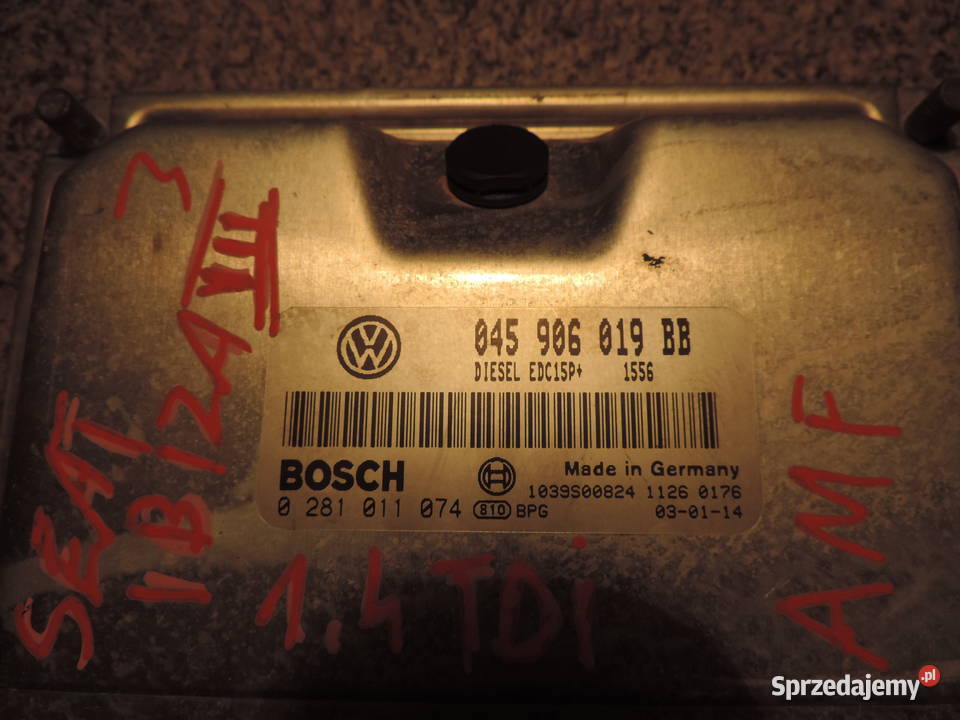 3
SEAT
IBIZA III
045 906 019 BB
DIESEL EDC15P+ 1556
BOSCH
Made in Germany
1039S00824 1126 0176
0 281 011 074 810 BPG 03-01-14
1.4 TDi
AMF
Sprzedajemy.pl